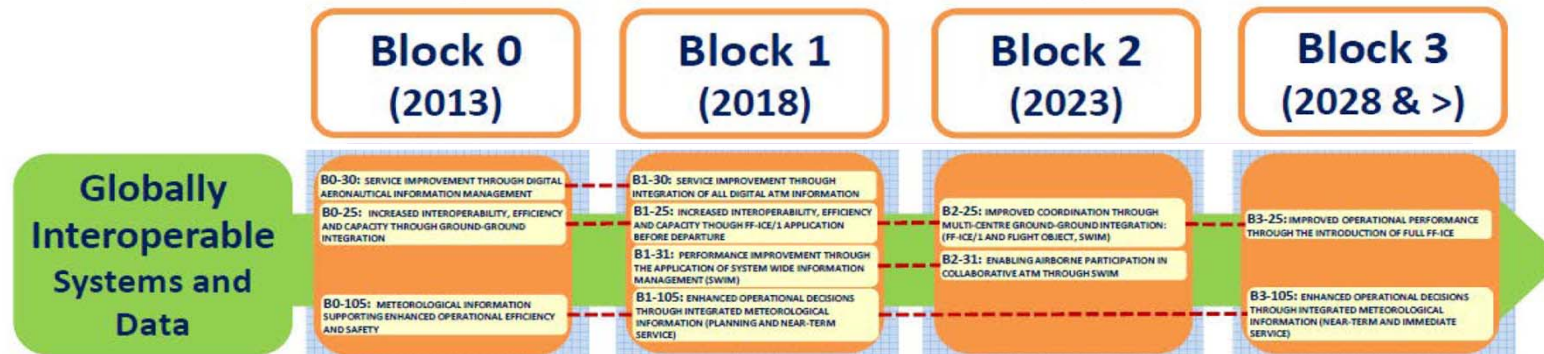 Block 0
(2013)
Block 1
(2018)
Block 2
(2023)
Block 3
(2028 & >)
Globally
Interoperable
Systems and
Data
B0-30: SERVICE IMPROVEMENT THROUGH DIGITAL
AERONAUTICAL INFORMATION MANAGEMENT
B0-25: INCREASED INTEROPERABILITY, EFFICIENCY
AND CAPACITY THROUGH GROUND-GROUND
INTEGRATION
B0-105: METEOROLOGICAL INFORMATION
SUPPORTING ENHANCED OPERATIONAL EFFICIENCY
AND SAFETY
B1-30: SERVICE IMPROVEMENT THROUGH
INTEGRATION OF ALL DIGITAL ATM INFORMATION
B1-25: INCREASED INTEROPERABILITY, EFFICIENCY
AND CAPACITY THOUGH FF-ICE/1 APPLICATION
BEFORE DEPARTURE
B1-31: PERFORMANCE IMPROVEMENT THROUGH
THE APPLICATION OF SYSTEM WIDE INFORMATION
MANAGEMENT (SWIM)
B1-105: ENHANCED OPERATIONAL DECISIONS
THROUGH INTEGRATED METEOROLOGICAL
INFORMATION (PLANNING AND NEAR-TERM
SERVICE)
B2-25: IMPROVED COORDINATION THROUGH
MULTI-CENTRE GROUND-GROUND INTEGRATION:
(FF-ICE/1 AND FLIGHT OBJECT, SWIM)
B2-31: ENABLING AIRBORNE PARTICIPATION IN
COLLABORATIVE ATM THROUGH SWIM
B3-25: IMPROVED OPERATIONAL PERFORMANCE
THROUGH THE INTRODUCTION OF FULL FF-ICE
B3-105: ENHANCED OPERATIONAL DECISIONS
THROUGH INTEGRATED METEOROLOGICAL
INFORMATION (NEAR-TERM AND IMMEDIATE
SERVICE)